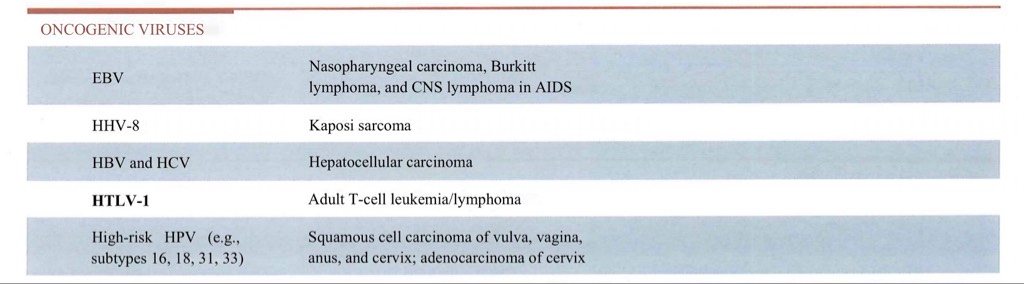 ONCOGENIC VIRUSES
EBV
Nasopharyngeal carcinoma, Burkitt
lymphoma, and CNS lymphoma in AIDS
HHV-8
Kaposi sarcoma
HBV and HCV
Hepatocellular carcinoma
HTLV-1
Adult T-cell leukemia/lymphoma
High-risk HPV (e.g.,
subtypes 16, 18, 31, 33)
Squamous cell carcinoma of vulva, vagina,
anus, and cervix; adenocarcinoma of cervix